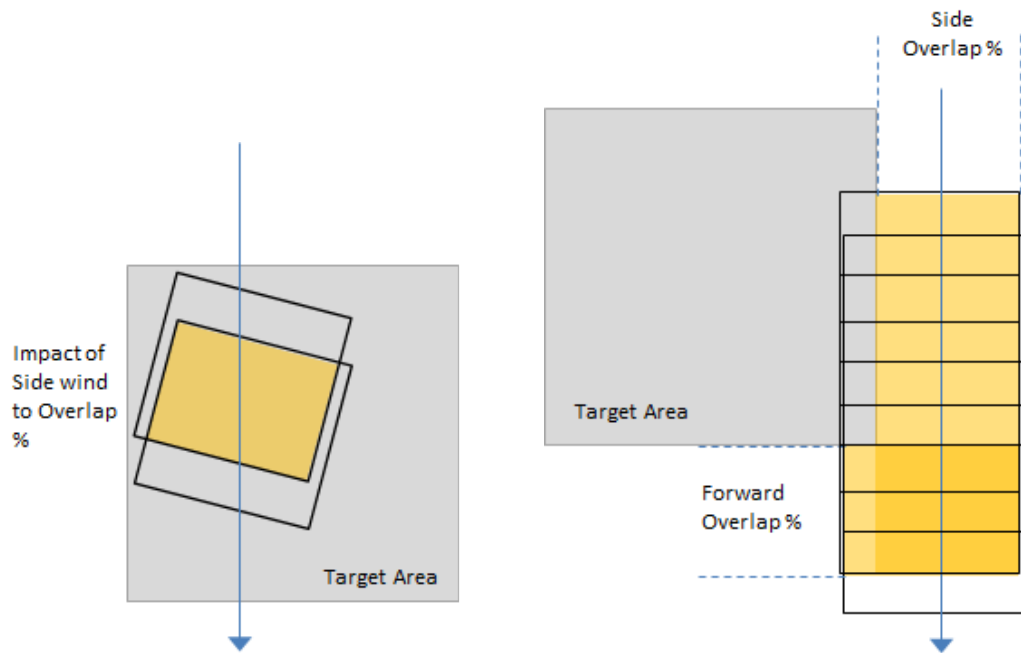 Side
Overlap %
Impact of
Side wind
to Overlap
%
Target Area
Target Area
Forward
Overlap %